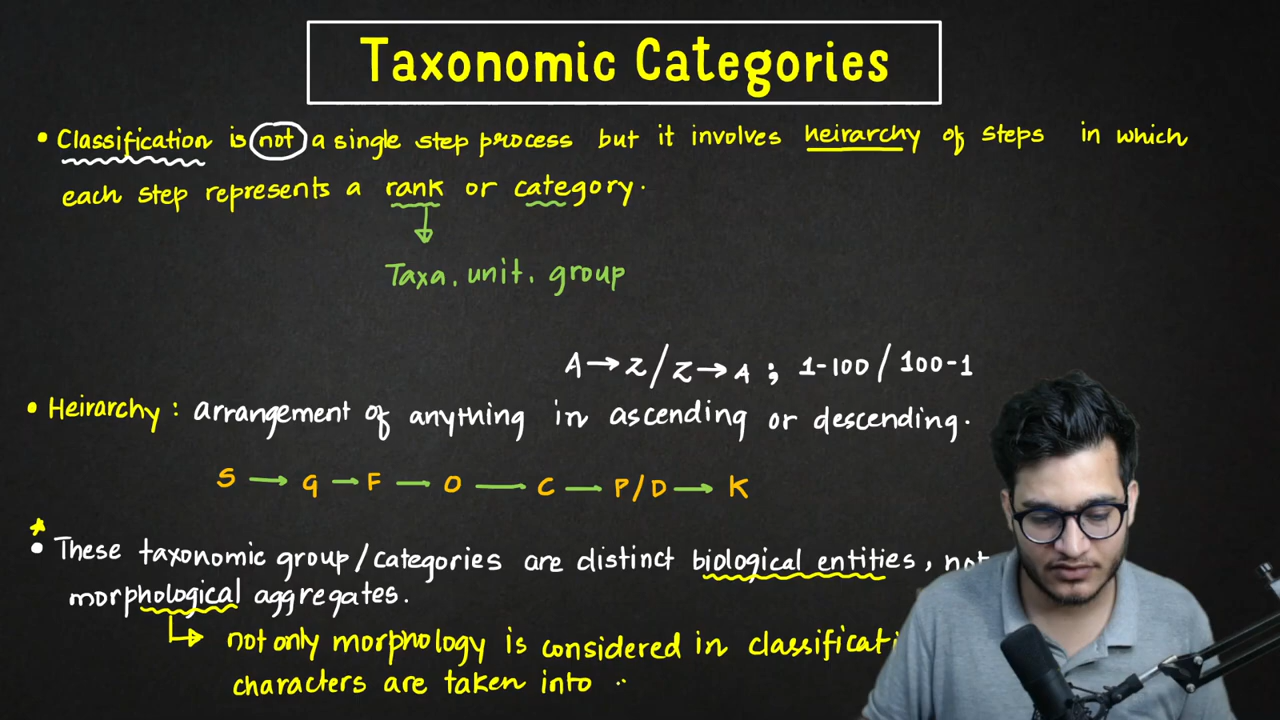 Taxonomic Categories
• Classification is not a single step process but it involves heirarchy of steps in which
each step represents a rank or category.
Taxa, unit, group
A→Z/Z→A ; 1-100/100-1
• Heirarchy: arrangement of anything in ascending or descending.
S → G → F → O → C → P/D → K
• These taxonomic group/categories are distinct biological entities, not
morphological aggregates.
not only morphology is considered in
characters are taken into